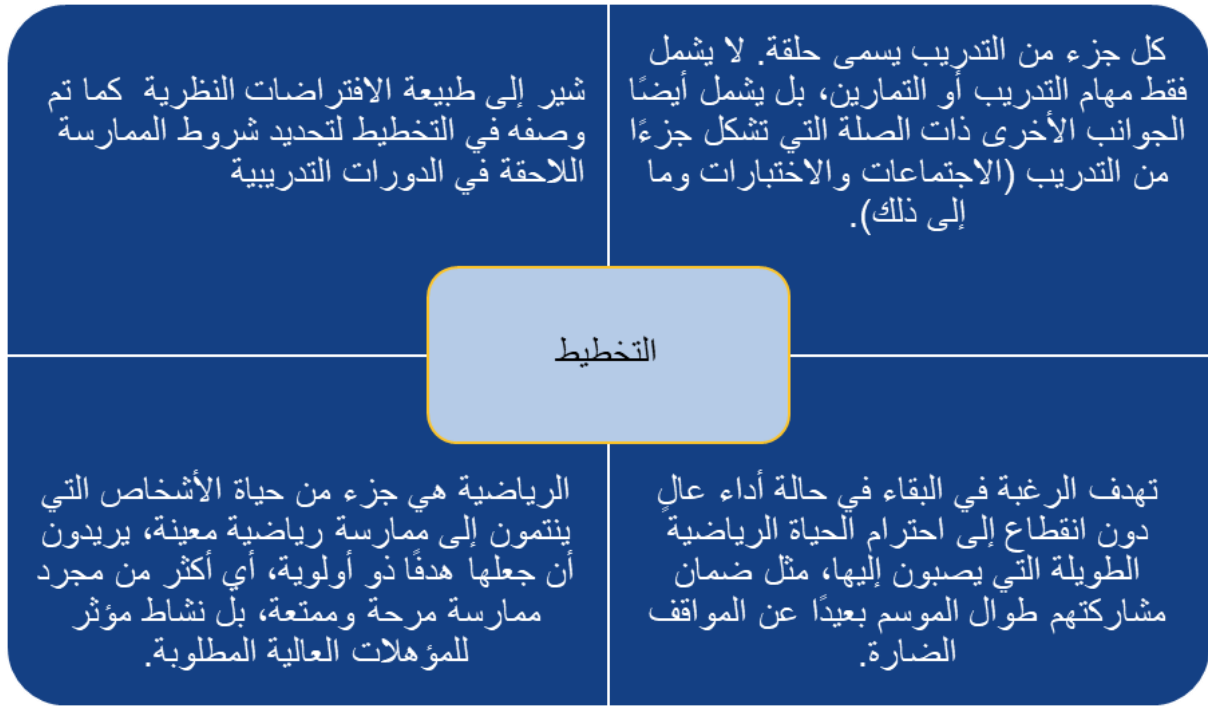 كل جزء من التدريب يسمى حلقة. لا يشمل
فقط مهام التدريب أو التمارين، بل يشمل أيضًا
الجوانب الأخرى ذات الصلة التي تشكل جزءًا
من التدريب (الاجتماعات والاختبارات وما
إلى ذلك).
شير إلى طبيعة الافتراضات النظرية كما تم
وصفه في التخطيط لتحديد شروط الممارسة
اللاحقة في الدورات التدريبية
التخطيط
تهدف الرغبة في البقاء في حالة أداء عالٍ
دون انقطاع إلى احترام الحياة الرياضية
الطويلة التي يصبون إليها، مثل ضمان
مشاركتهم طوال الموسم بعيدًا عن المواقف
الضارة.
الرياضية هي جزء من حياة الأشخاص التي
ينتمون إلى ممارسة رياضية معينة، يريدون
أن جعلها هدفًا ذو أولوية، أي أكثر من مجرد
ممارسة مرحة وممتعة، بل نشاط مؤثر
للمؤهلات العالية المطلوبة.